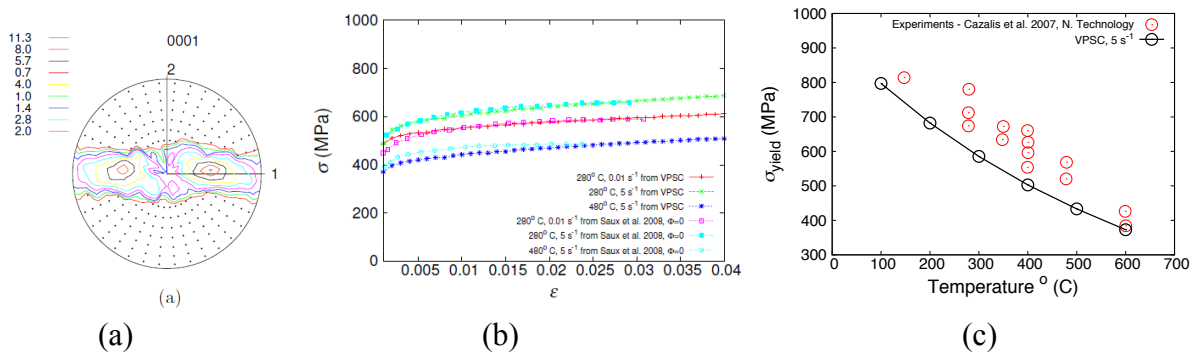 11.3
8.0
5.7
0.7
4.0
1.0
1.4
2.8
2.0
0001
2
1
(a)
(a)
σ (MPa)
1000
800
600
400
200
0
0.005
0.01
0.015
0.02
0.025
0.03
0.035
0.04
ε
280° C, 0.01 s⁻¹ from VPSC
280° C, 5 s⁻¹ from VPSC
480° C, 5 s⁻¹ from VPSC
280° C, 0.01 s⁻¹ from Saux et al. 2008, Φ=0
280° C, 5 s⁻¹ from Saux et al. 2008, Φ=0
480° C, 5 s⁻¹ from Saux et al. 2008, Φ=0
(b)
Experiments - Cazalis et al. 2007, N. Technology
VPSC, 5 s⁻¹
σyield (MPa)
1000
900
800
700
600
500
400
300
0
100
200
300
400
500
600
700
Temperature ° (C)
(c)